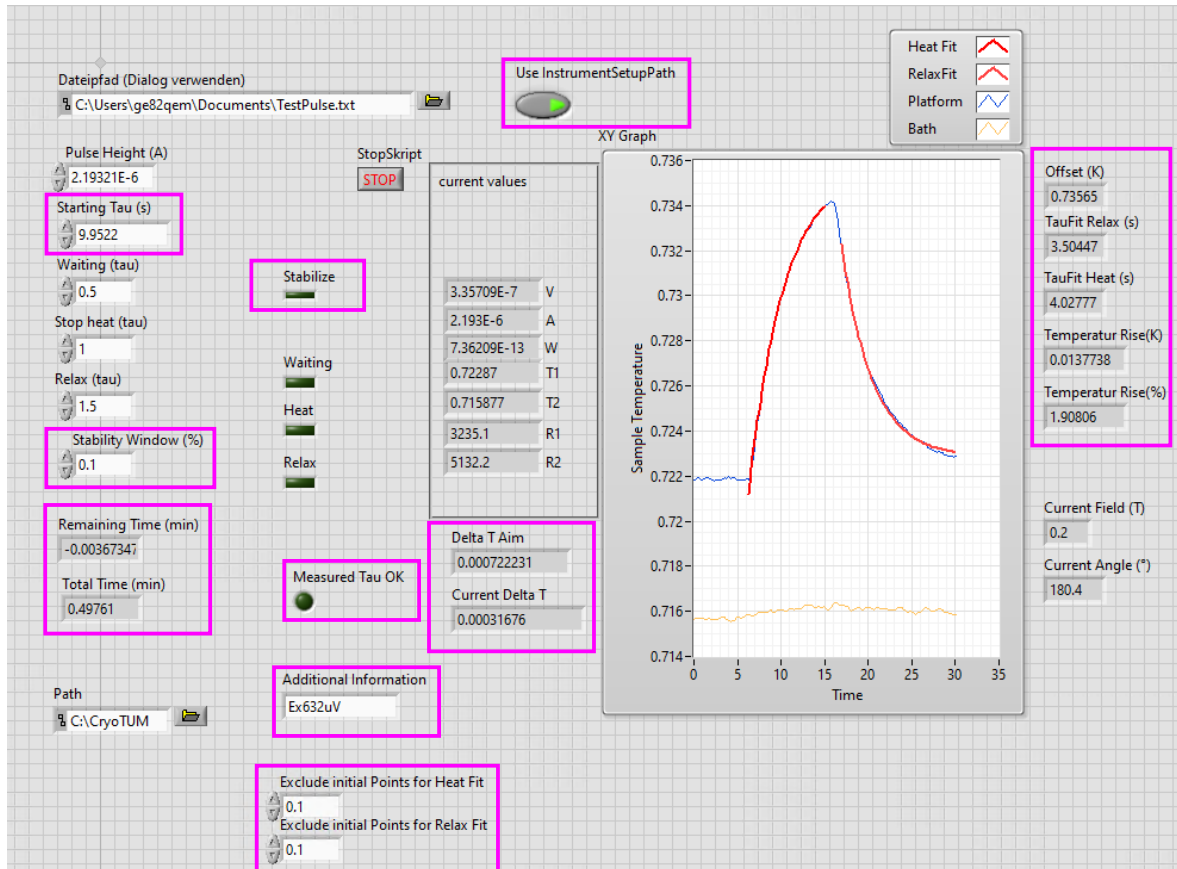 Heat Fit
RelaxFit
Platform
Bath
Dateipfad (Dialog verwenden)
C:\Users\ge82qem\Documents\TestPulse.txt
Use InstrumentSetupPath
Pulse Height (A)
2.19321E-6
Starting Tau (s)
9.9522
Waiting (tau)
0.5
Stop heat (tau)
1
Relax (tau)
1.5
Stability Window (%)
0.1
Remaining Time (min)
-0.00367347
Total Time (min)
0.49761
Path
C:\CryoTUM
StopSkript
STOP
Stabilize
Waiting
Heat
Relax
Measured Tau OK
Additional Information
Ex632uV
Exclude initial Points for Heat Fit
0.1
Exclude initial Points for Relax Fit
0.1
current values
3.35709E-7 V
2.193E-6 A
7.36209E-13 W
0.72287 T1
0.715877 T2
3235.1 R1
5132.2 R2
Delta T Aim
0.000722231
Current Delta T
0.00031676
XY Graph
Sample Temperature
0.736
0.734
0.732
0.73
0.728
0.726
0.724
0.722
0.72
0.718
0.716
0.714
0 5 10 15 20 25 30 35
Time
Offset (K)
0.73565
TauFit Relax (s)
3.50447
TauFit Heat (s)
4.02777
Temperatur Rise(K)
0.0137738
Temperatur Rise(%)
1.90806
Current Field (T)
0.2
Current Angle (°)
180.4